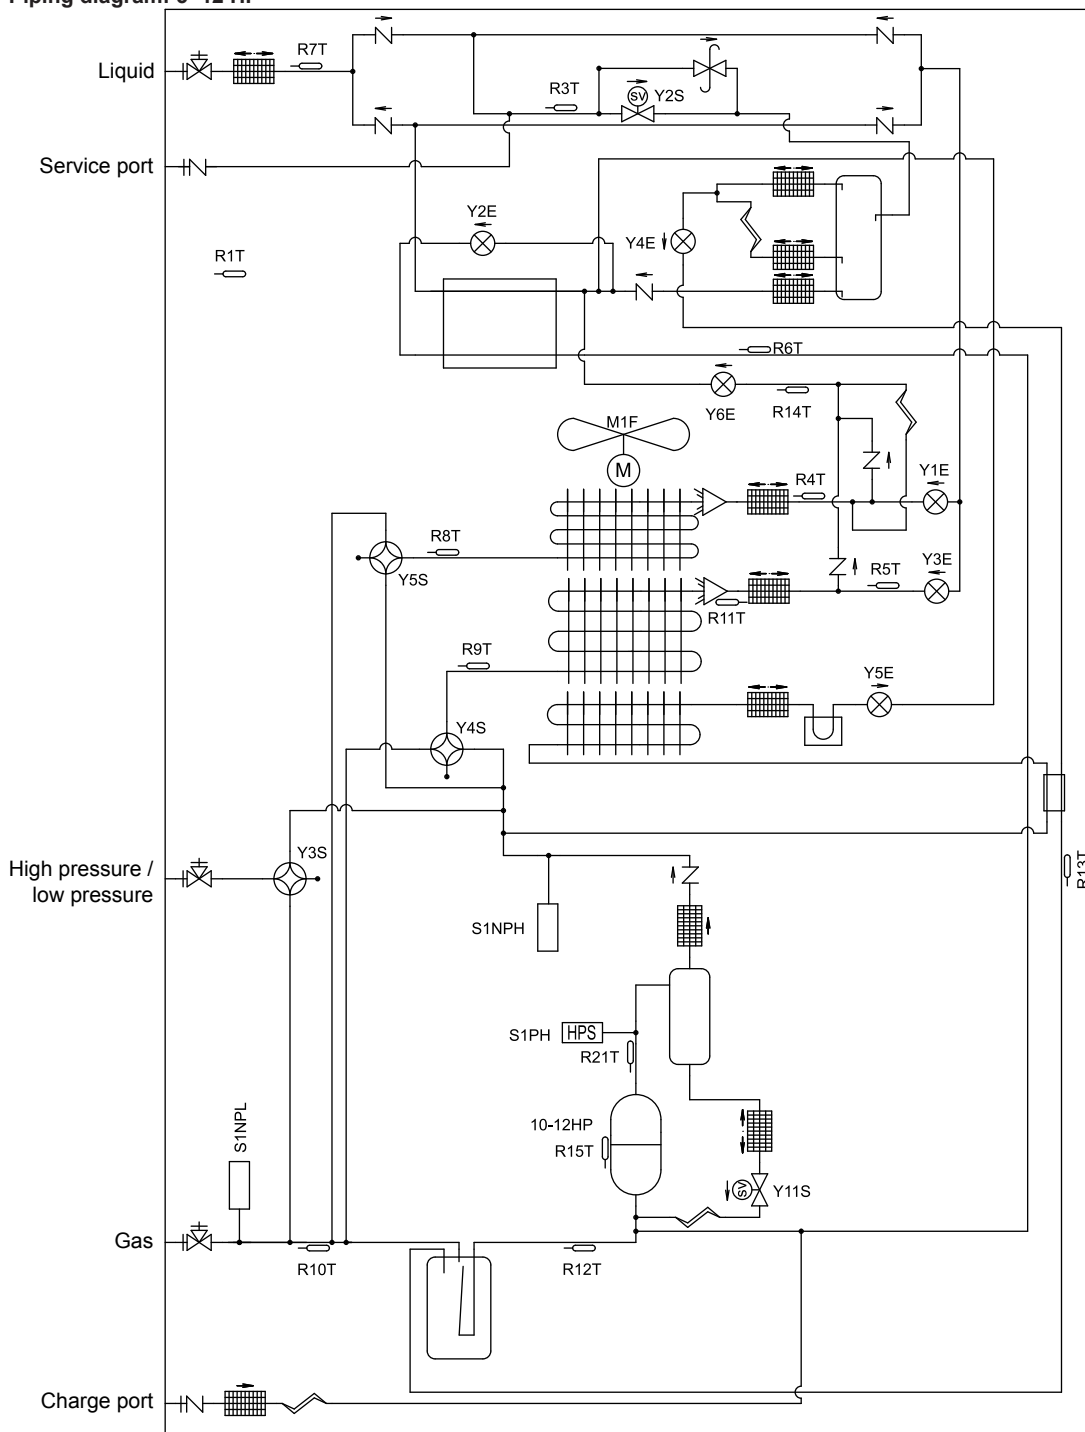 Piping diagram: 8~12 HP
R7T
Liquid
R3T
SV
Y2S
Service port
Y2E
Y4E
R1T
R6T
Y6E
R14T
M1F
M
R4T
Y1E
R8T
Y5S
R5T
Y3E
R11T
R9T
Y5E
Y4S
High pressure /
low pressure
Y3S
R13T
S1NPH
S1PH
HPS
R21T
S1NPL
10-12HP
R15T
SV
Y11S
Gas
R10T
R12T
Charge port